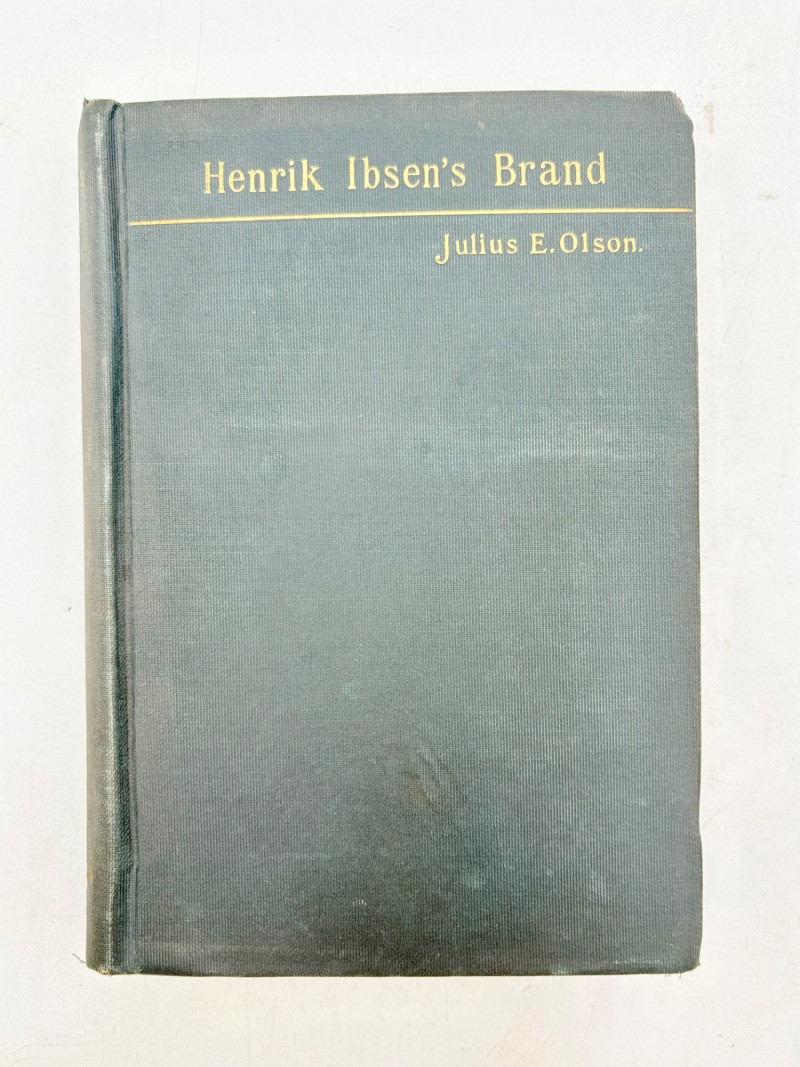 Henrik Ibsen's Brand
Julius E. Olson.